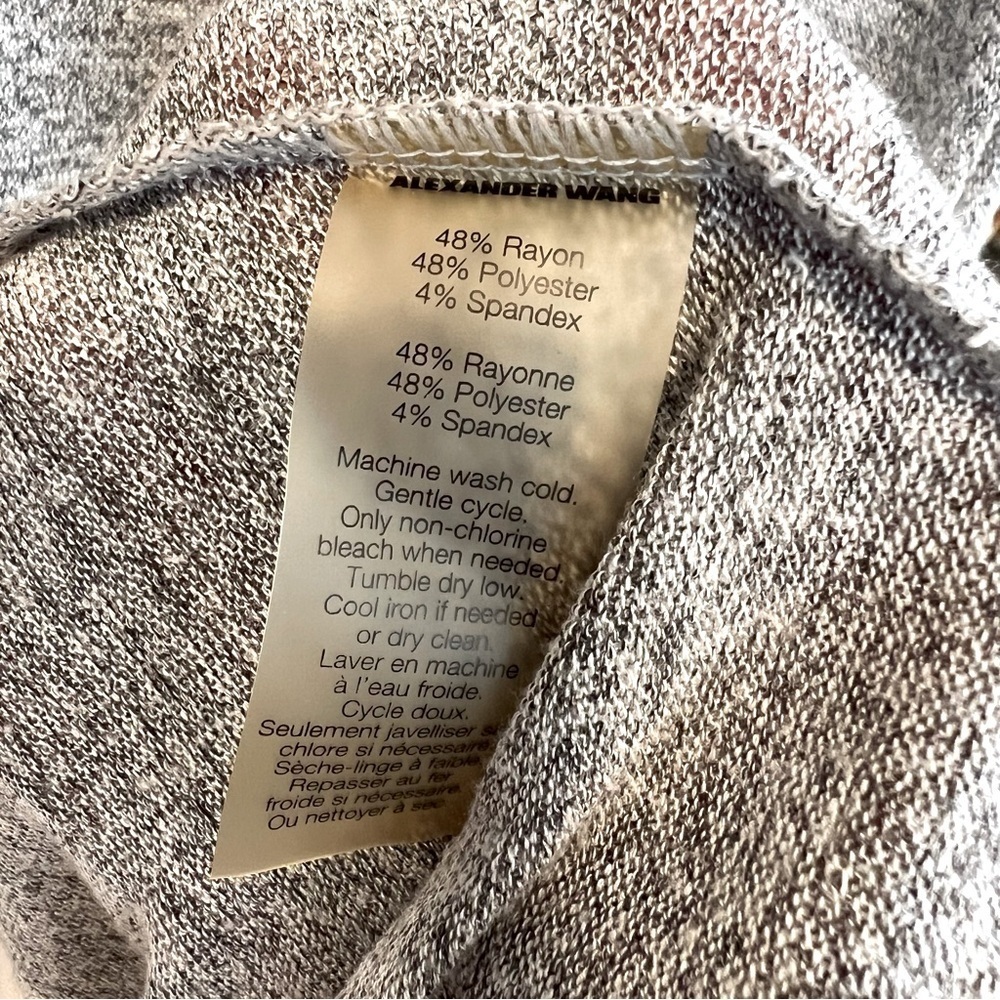 ALEXANDER WANG
48% Rayon
48% Polyester
4% Spandex
48% Rayonne
48% Polyester
4% Spandex
Machine wash cold.
Gentle cycle.
Only non-chlorine
bleach when needed.
Tumble dry low.
Cool iron if needed
or dry clean.
Laver en machine
à l'eau froide.
Cycle doux.
Seulement javelliser
chlore si nécessaire.
Sèche-linge à faible.
Repasser au fer
froide si nécessaire.
Ou nettoyer à sec.